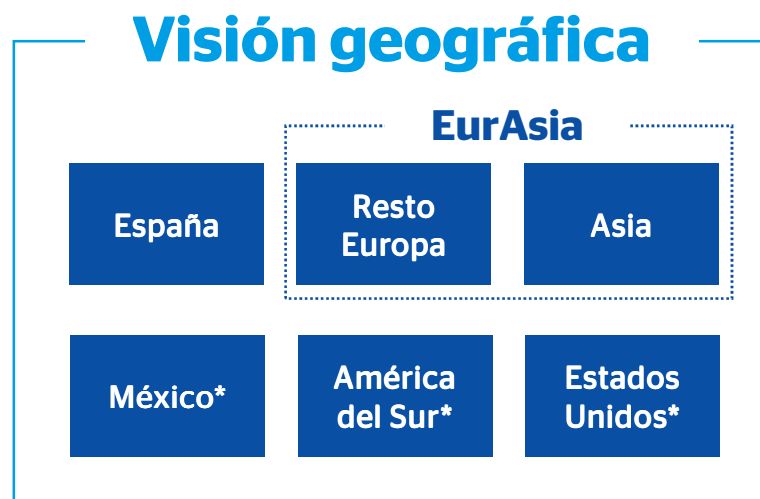 Visión geográfica
EurAsia
España
Resto
Europa
Asia
México*
América
del Sur*
Estados
Unidos*